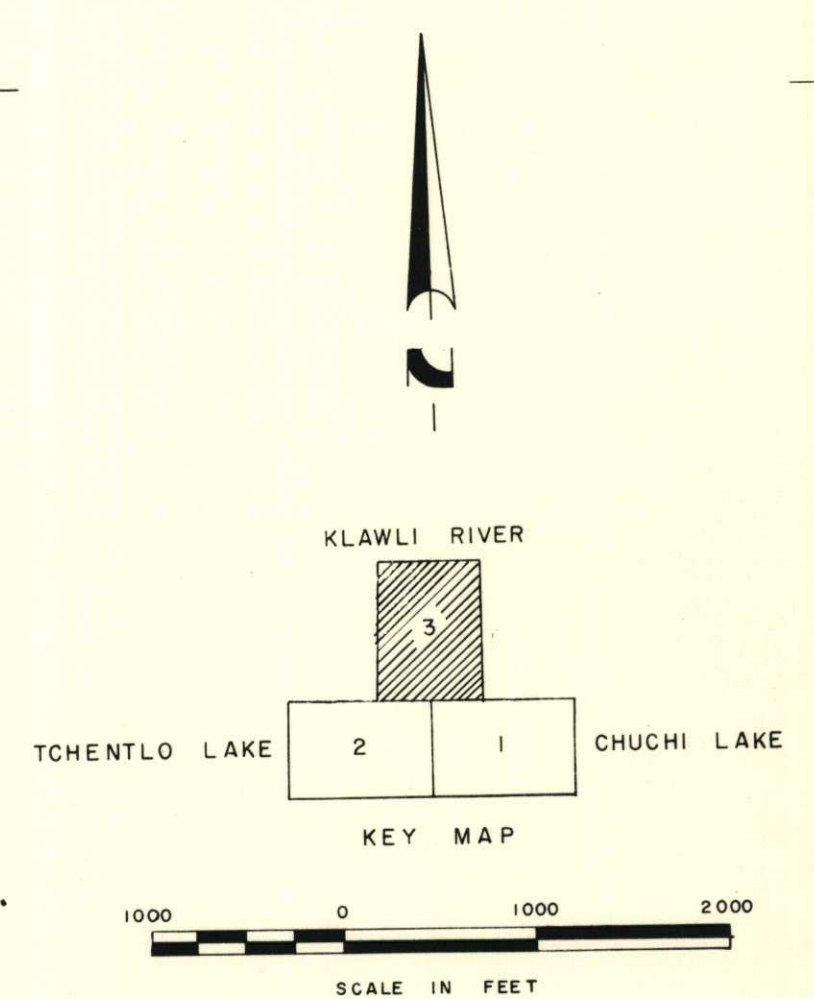 KLAWLI RIVER
3
TCHENTLO LAKE 2 1 CHUCHI LAKE
KEY MAP
1000 0 1000 2000
SCALE IN FEET